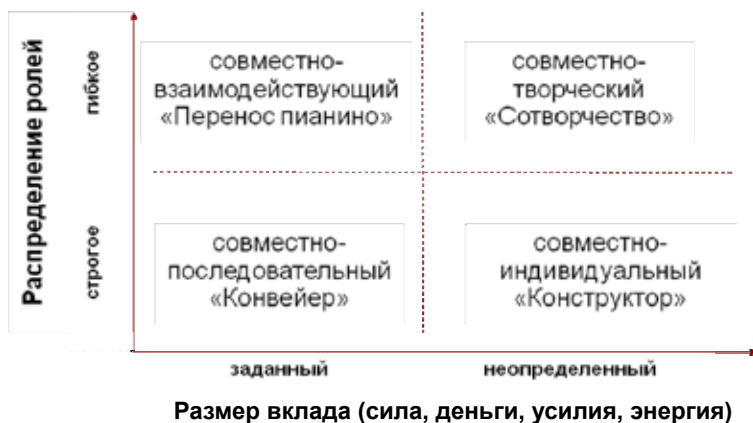 Распределение ролей
гибкое
строгое
совместно-
взаимодействующий
«Перенос пианино»
совместно-
творческий
«Сотворчество»
совместно-
последовательный
«Конвейер»
совместно-
индивидуальный
«Конструктор»
заданный
неопределенный
Размер вклада (сила, деньги, усилия, энергия)